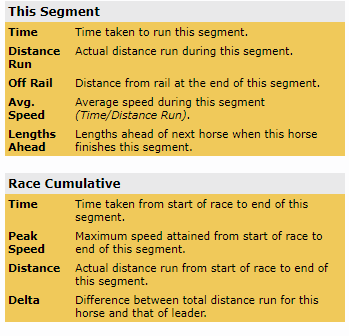 This Segment
Time Time taken to run this segment.
Distance Actual distance run during this segment.
Run
Off Rail Distance from rail at the end of this segment.
Avg. Average speed during this segment
Speed (Time/Distance Run).
Lengths Lengths ahead of next horse when this horse
Ahead finishes this segment.
Race Cumulative
Time Time taken from start of race to end of this
segment.
Peak Maximum speed attained from start of race to
Speed end of this segment.
Distance Actual distance run from start of race to end of
this segment.
Delta Difference between total distance run for this
horse and that of leader.